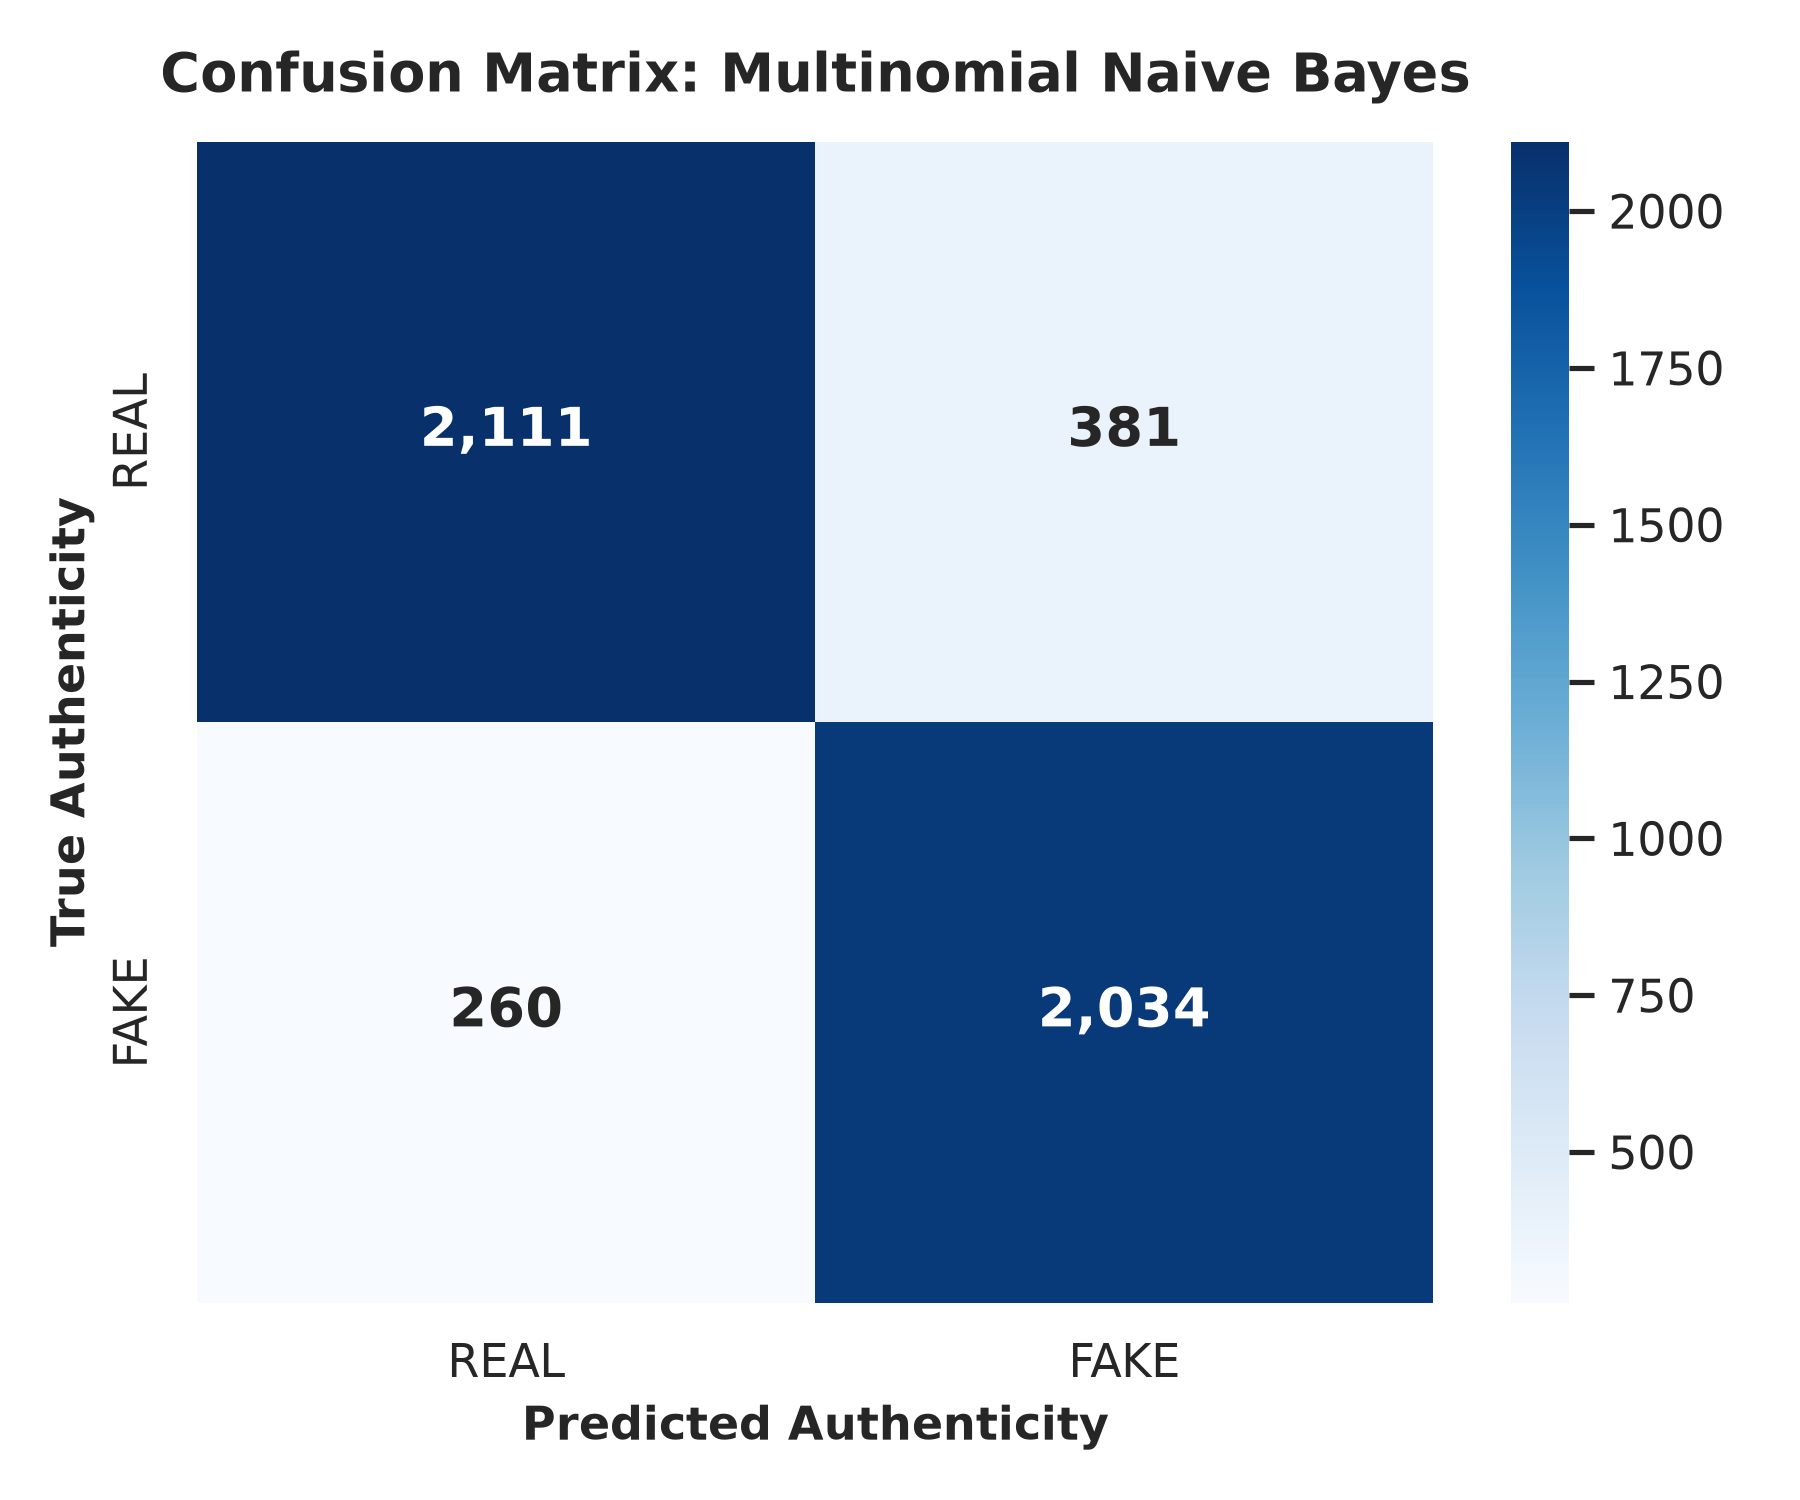 Confusion Matrix: Multinomial Naive Bayes
True Authenticity
REAL
FAKE
2,111
381
260
2,034
REAL
FAKE
Predicted Authenticity
2000
1750
1500
1250
1000
750
500